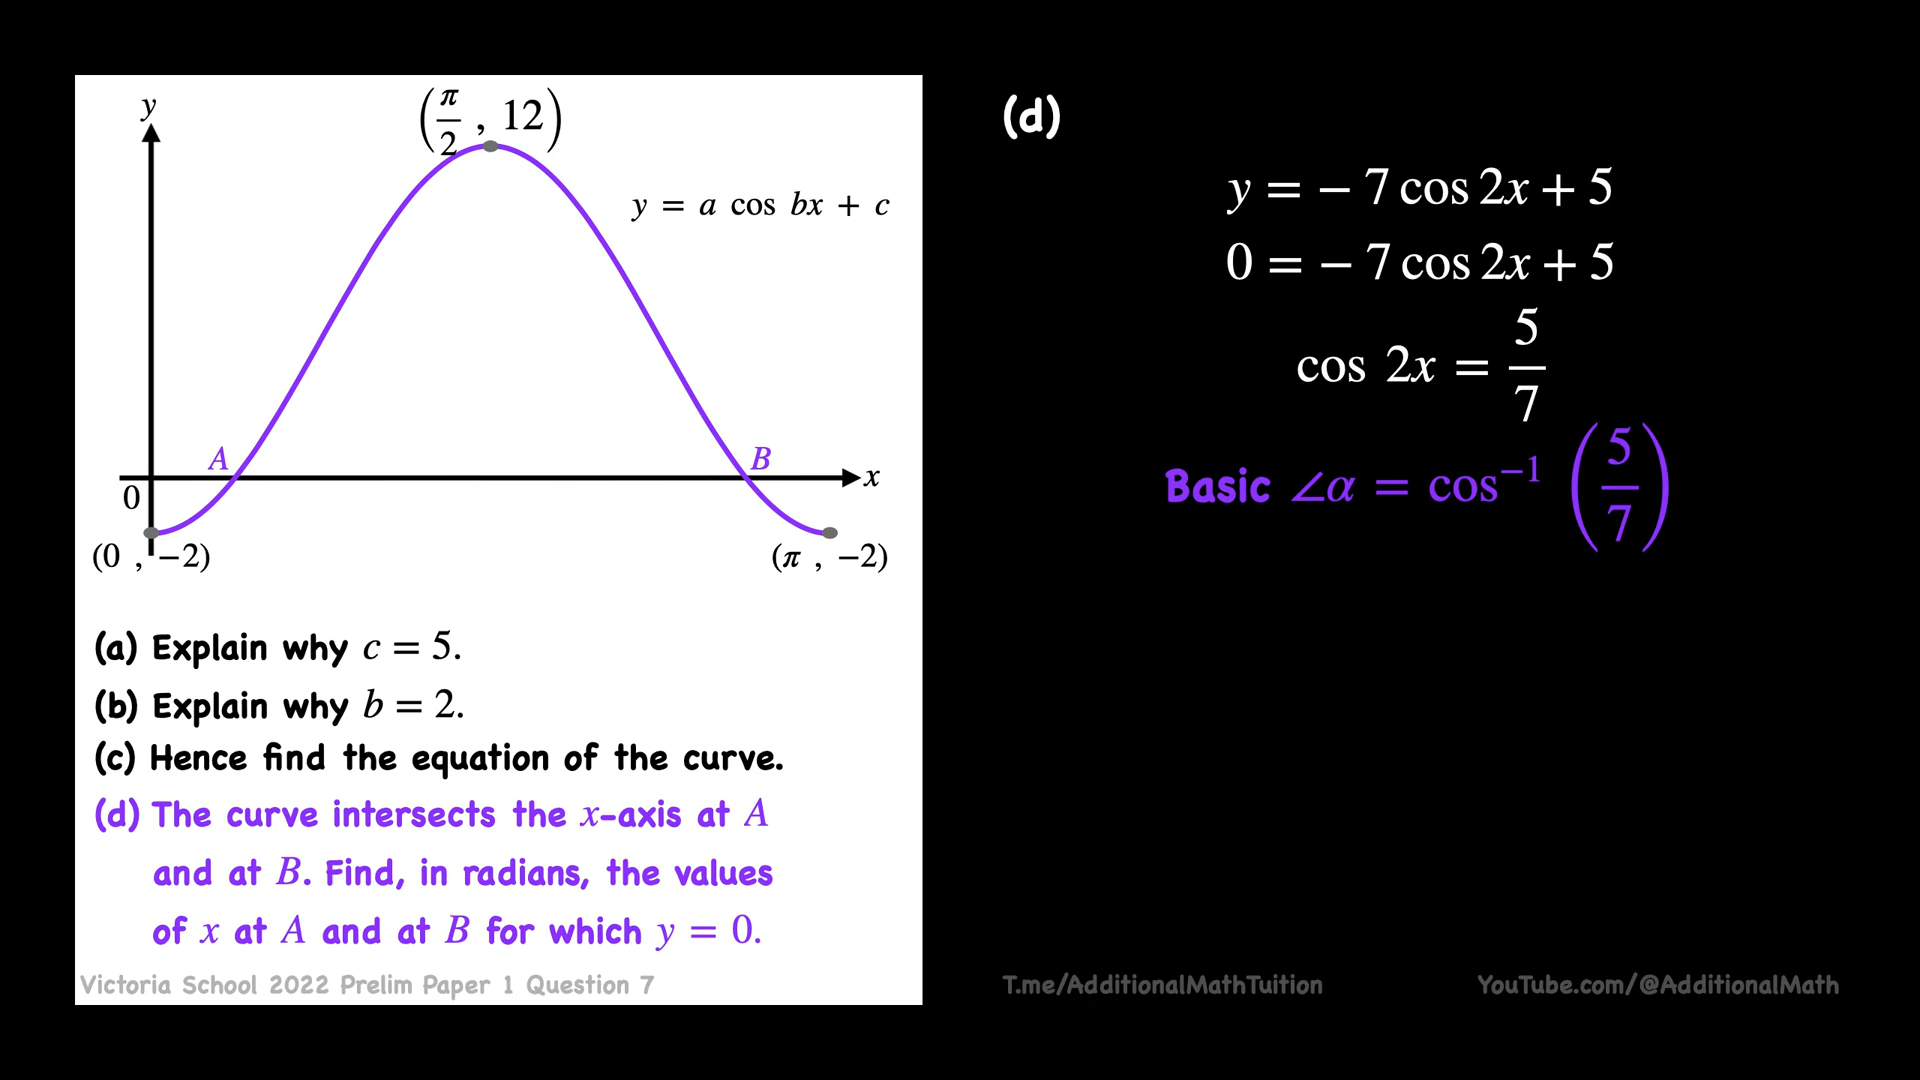 y
(π/2 , 12)
y = a cos bx + c
A
B
x
0
(0 , −2)
(π , −2)
(a) Explain why c = 5.
(b) Explain why b = 2.
(c) Hence find the equation of the curve.
(d) The curve intersects the x-axis at A
and at B. Find, in radians, the values
of x at A and at B for which y = 0.
Victoria School 2022 Prelim Paper 1 Question 7
(d)
y = − 7 cos 2x + 5
0 = − 7 cos 2x + 5
cos 2x = 5/7
Basic ∠α = cos⁻¹ (5/7)
T.me/AdditionalMathTuition
YouTube.com/@AdditionalMath